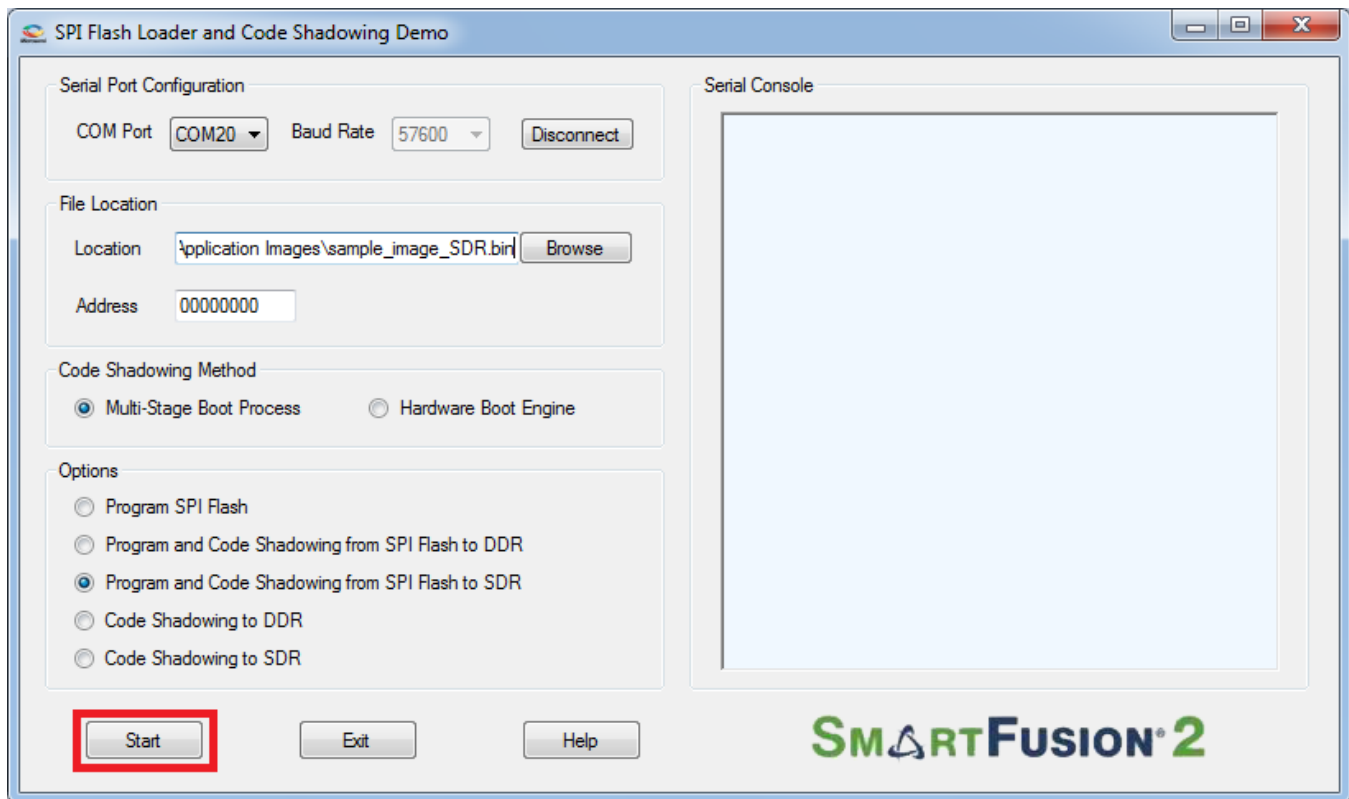 SPI Flash Loader and Code Shadowing Demo
Serial Port Configuration
COM Port COM20 Baud Rate 57600 Disconnect
File Location
Location Application Images\sample_image_SDR.bin Browse
Address 00000000
Code Shadowing Method
Multi-Stage Boot Process Hardware Boot Engine
Options
Program SPI Flash
Program and Code Shadowing from SPI Flash to DDR
Program and Code Shadowing from SPI Flash to SDR
Code Shadowing to DDR
Code Shadowing to SDR
Start Exit Help
Serial Console
SMARTFUSION® 2